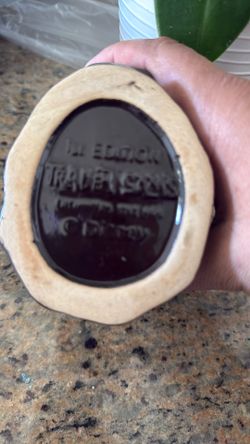 1st EDITION
TRADER SAM'S
© Disney